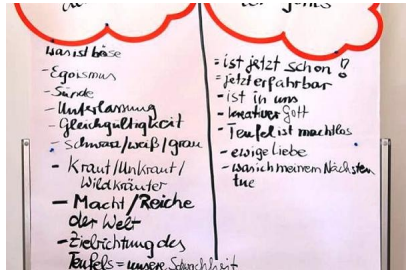 was ist böse
- Egoismus
- Sünde
- Unterlassung
- Gleichgültigkeit
- Schwarz/weiß/grau
- Kraut/Unkraut/
Wildkräuter
- Macht/Reiche
der Welt
- Zielrichtung des
Teufels = unsere Schwachheit
- ist jetzt schon !?
- jetzt erfahrbar
- ist in uns
- kreativer Gott
- Teufel ist machtlos
- ewige Liebe
- was ich meinem Nächsten
tue